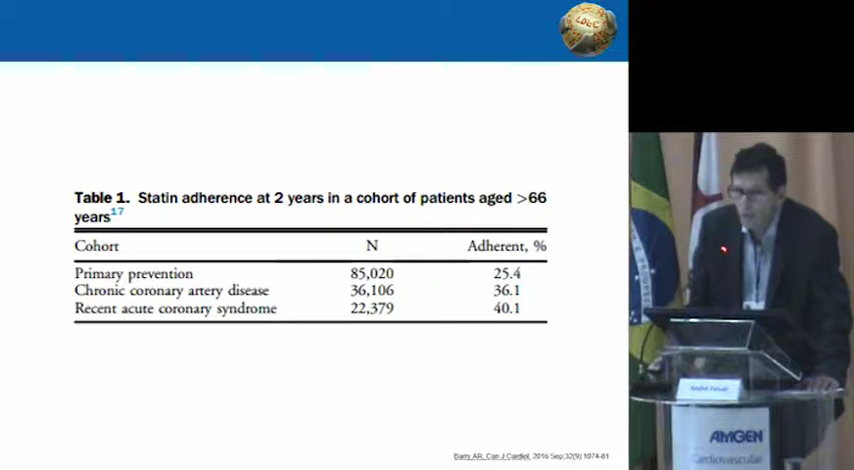 LDEC
Table 1. Statin adherence at 2 years in a cohort of patients aged >66
years17
Cohort N Adherent, %
Primary prevention 85,020 25.4
Chronic coronary artery disease 36,106 36.1
Recent acute coronary syndrome 22,379 40.1
Barry AR, Can J Cardiol, 2016 Sep;32(9) 1074-81
AMGEN
Cardiovascular